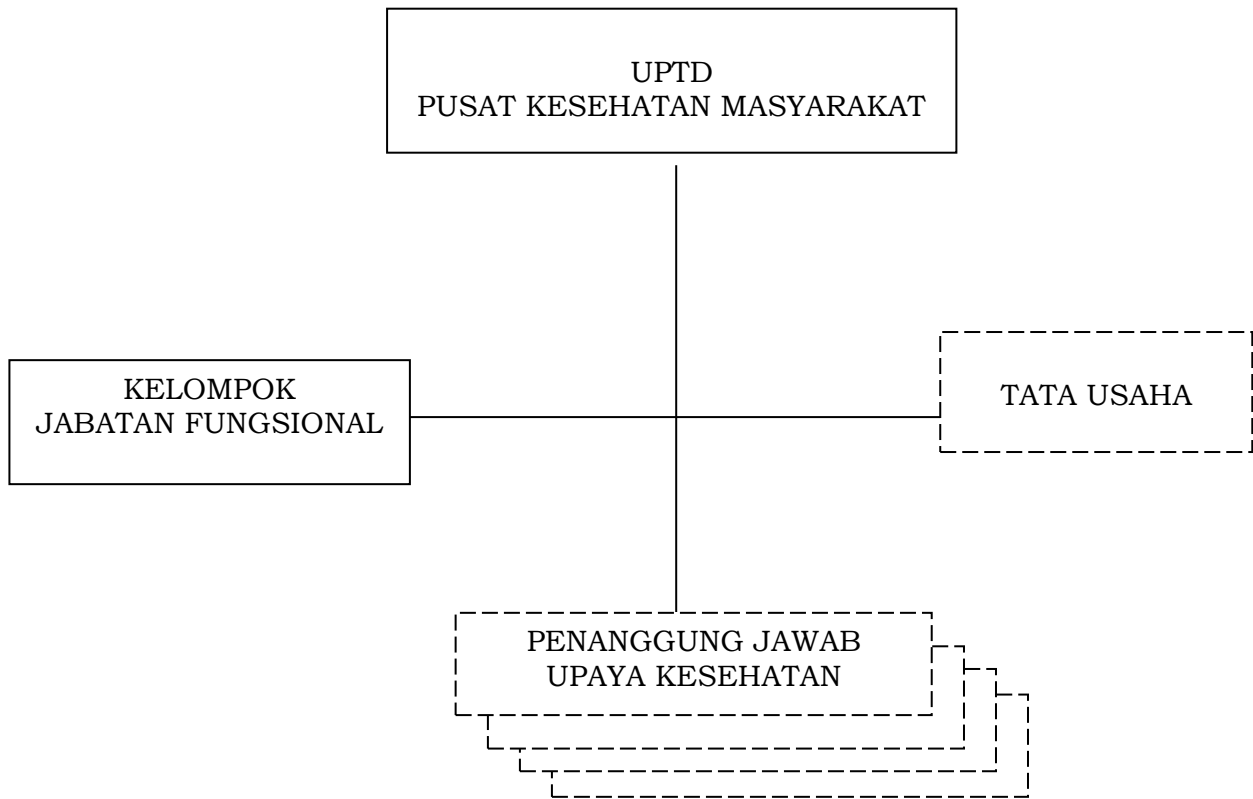 UPTD
PUSAT KESEHATAN MASYARAKAT
KELOMPOK
JABATAN FUNGSIONAL
TATA USAHA
PENANGGUNG JAWAB
UPAYA KESEHATAN